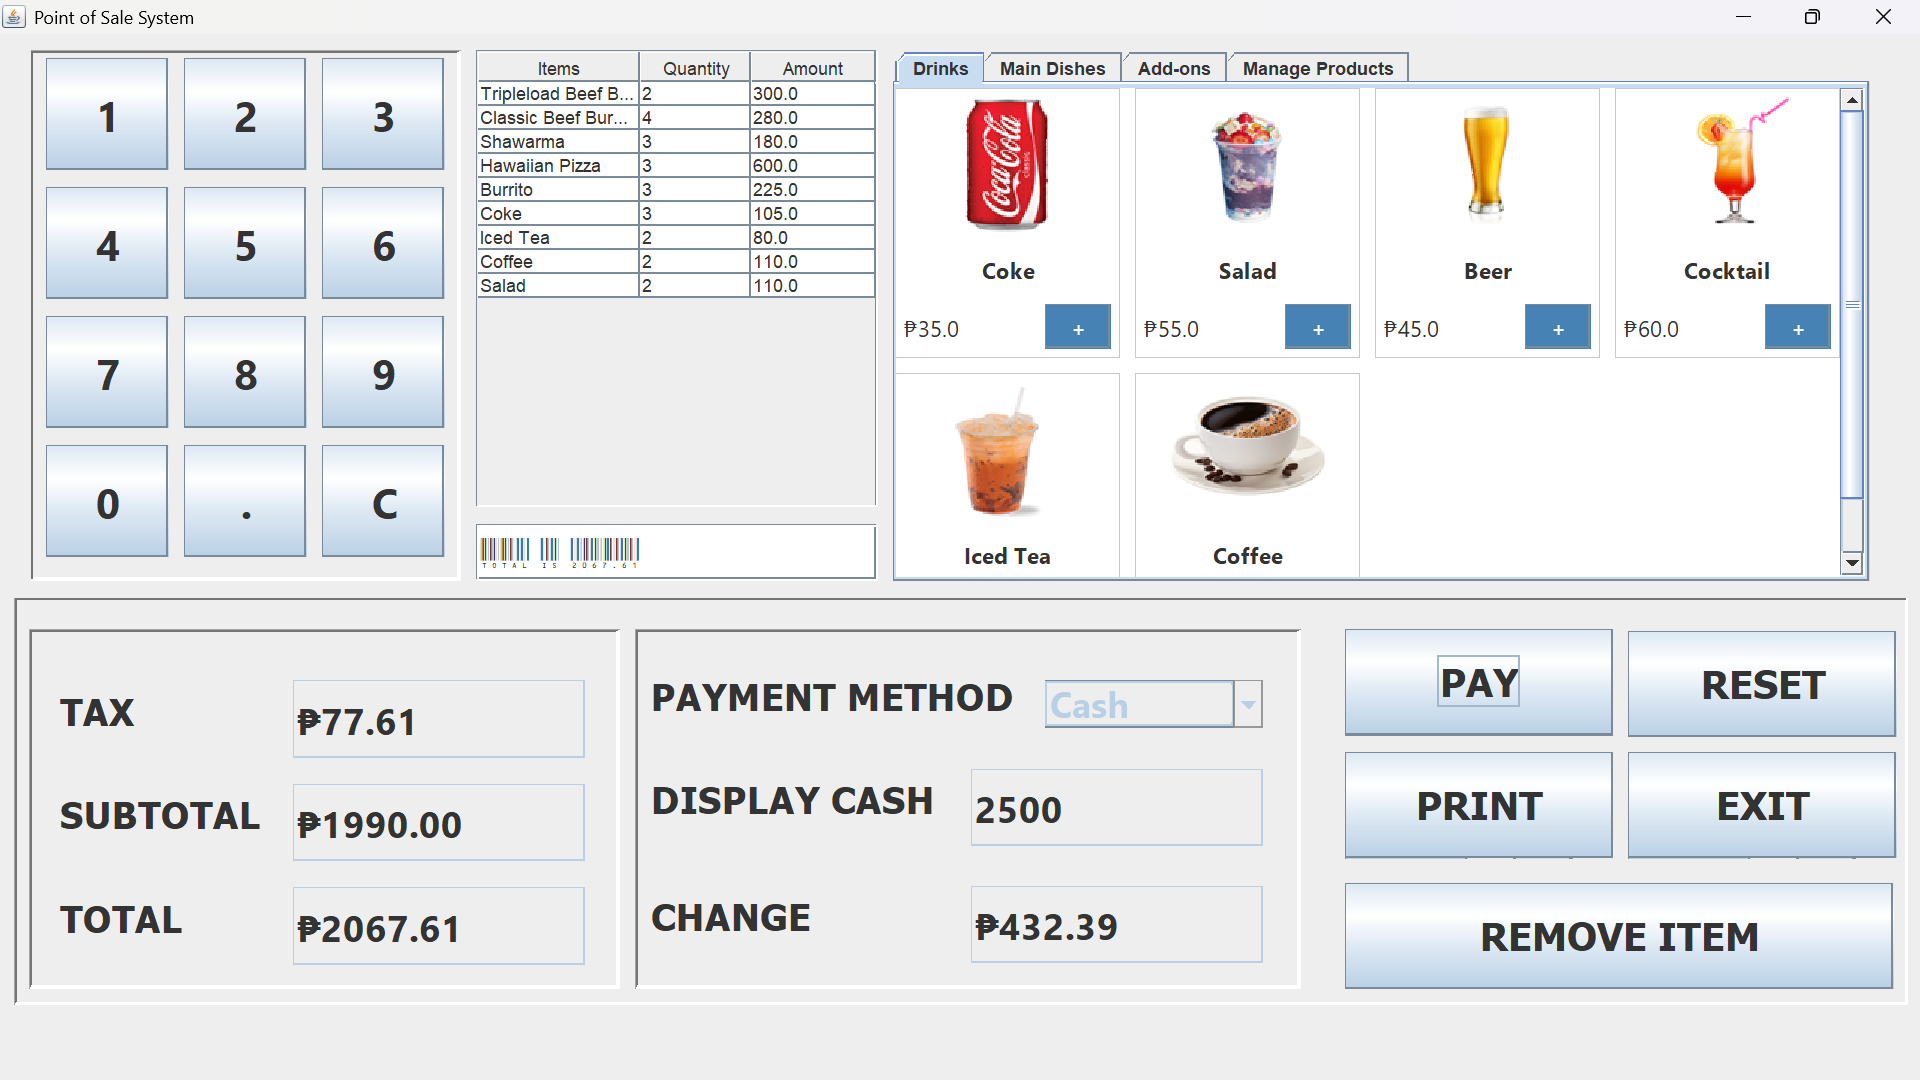 Point of Sale System
1 2 3
4 5 6
7 8 9
0 . C
Items Quantity Amount
Tripleload Beef B... 2 300.0
Classic Beef Bur... 4 280.0
Shawarma 3 180.0
Hawaiian Pizza 3 600.0
Burrito 3 225.0
Coke 3 105.0
Iced Tea 2 80.0
Coffee 2 110.0
Salad 2 110.0
TOTAL IS 2067.61
Drinks Main Dishes Add-ons Manage Products
Coca-Cola
classic
Coke Salad Beer Cocktail
₱35.0 + ₱55.0 + ₱45.0 + ₱60.0 +
Iced Tea Coffee
TAX ₱77.61
SUBTOTAL ₱1990.00
TOTAL ₱2067.61
PAYMENT METHOD Cash
DISPLAY CASH 2500
CHANGE ₱432.39
PAY RESET
PRINT EXIT
REMOVE ITEM